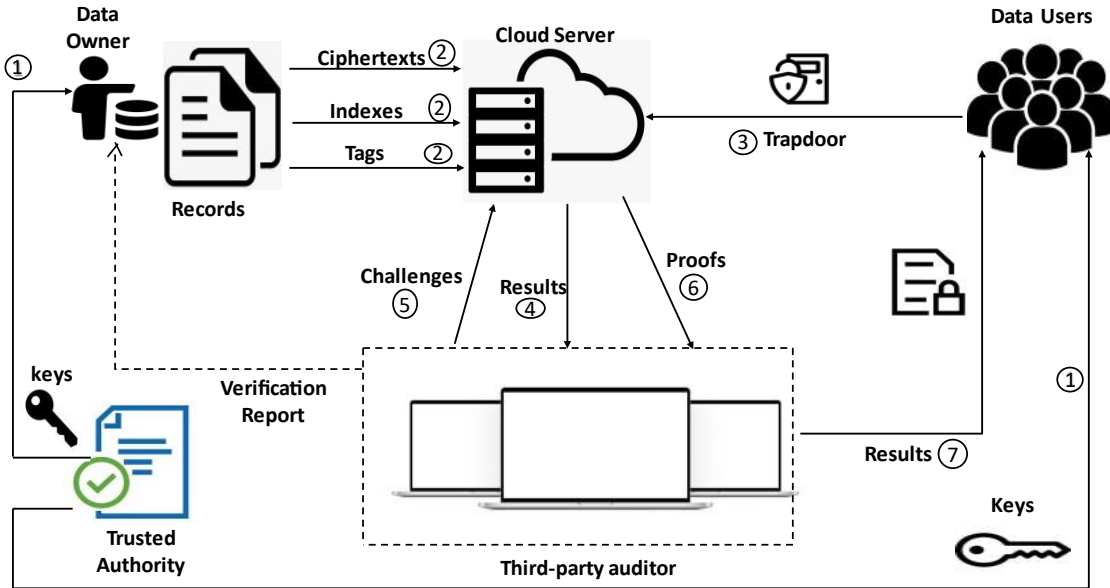 Data
Owner
Cloud Server
Data Users
①
Ciphertexts ②
Indexes ②
Tags ②
③ Trapdoor
Records
Challenges
⑤
Results
④
Proofs
⑥
keys
Verification
Report
①
Results ⑦
Keys
Trusted
Authority
Third-party auditor